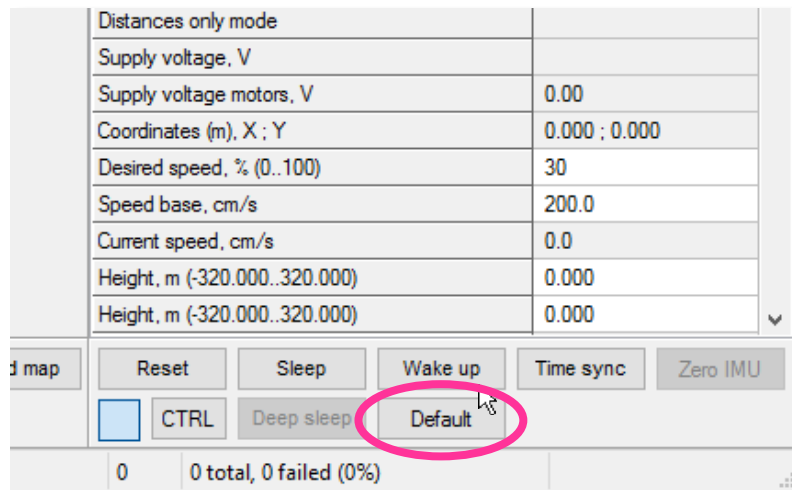 Distances only mode
Supply voltage, V
Supply voltage motors, V 0.00
Coordinates (m), X ; Y 0.000 ; 0.000
Desired speed, % (0..100) 30
Speed base, cm/s 200.0
Current speed, cm/s 0.0
Height, m (-320.000..320.000) 0.000
Height, m (-320.000..320.000) 0.000
d map Reset Sleep Wake up Time sync Zero IMU
CTRL Deep sleep Default
0 0 total, 0 failed (0%)